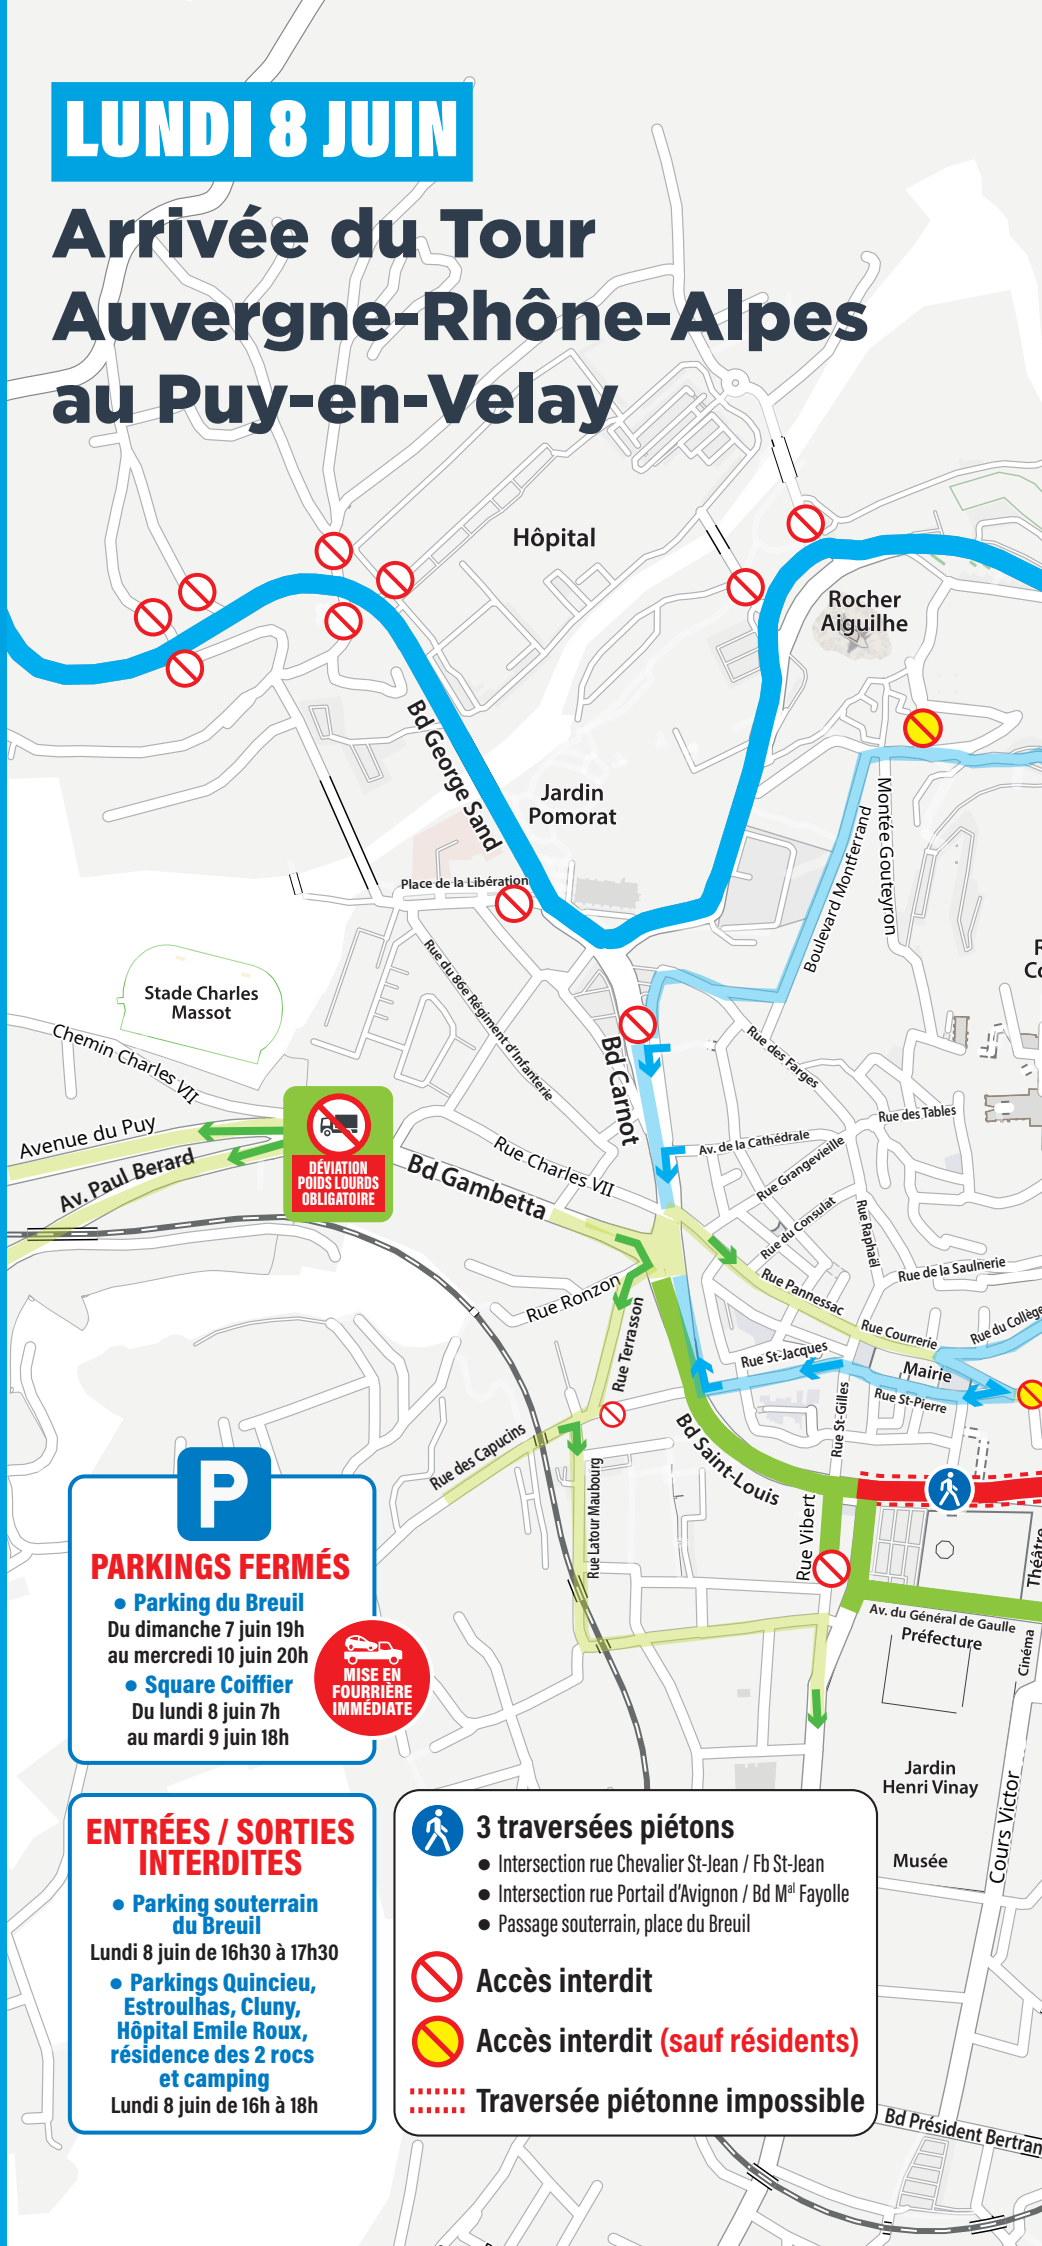 LUNDI 8 JUIN
Arrivée du Tour
Auvergne-Rhône-Alpes
au Puy-en-Velay
Hôpital
Rocher
Aiguilhe
Bd George Sand
Jardin
Pomorat
Montée Gouteyron
Boulevard Montferrand
Place de la Libération
Rue du 86e Régiment d'Infanterie
Stade Charles
Massot
Chemin Charles VII
Bd Carnot
Rue des Farges
Rue des Tables
Avenue du Puy
Av. Paul Berard
DÉVIATION
POIDS LOURDS
OBLIGATOIRE
Rue Charles VII
Bd Gambetta
Av. de la Cathédrale
Rue Grangevieille
Rue du Consulat
Rue Raphaël
Rue de la Saulnerie
Rue Pannessac
Rue Ronzon
Rue Terrasson
Rue Courrerie
Rue du Collège
Rue St-Jacques
Mairie
Rue St-Pierre
Rue St-Gilles
Bd Saint-Louis
Rue des Capucins
Rue Latour Maubourg
Rue Vibert
Théâtre
Av. du Général de Gaulle
Préfecture
Cinéma
Jardin
Henri Vinay
Cours Victor
Musée
Bd Président Bertran
P
PARKINGS FERMÉS
• Parking du Breuil
Du dimanche 7 juin 19h
au mercredi 10 juin 20h
• Square Coiffier
Du lundi 8 juin 7h
au mardi 9 juin 18h
MISE EN
FOURRIÈRE
IMMÉDIATE
ENTRÉES / SORTIES
INTERDITES
• Parking souterrain
du Breuil
Lundi 8 juin de 16h30 à 17h30
• Parkings Quincieu,
Estroulhas, Cluny,
Hôpital Emile Roux,
résidence des 2 rocs
et camping
Lundi 8 juin de 16h à 18h
3 traversées piétons
• Intersection rue Chevalier St-Jean / Fb St-Jean
• Intersection rue Portail d'Avignon / Bd Mal Fayolle
• Passage souterrain, place du Breuil
Accès interdit
Accès interdit (sauf résidents)
Traversée piétonne impossible